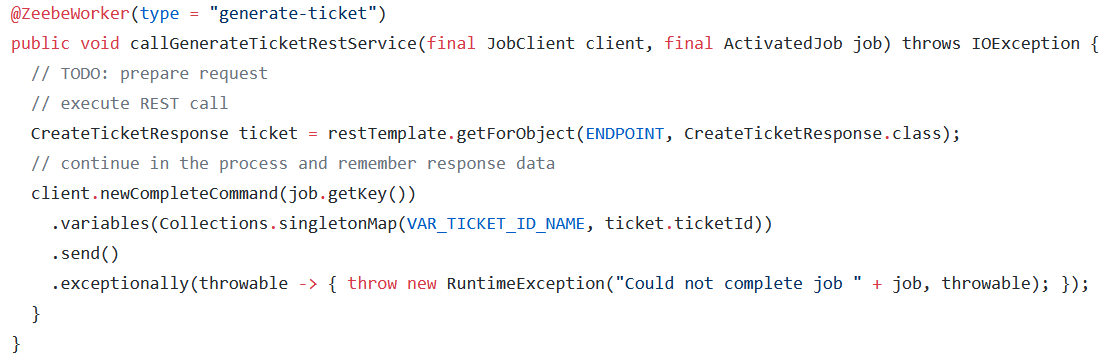 @ZeebeWorker(type = "generate-ticket")
public void callGenerateTicketRestService(final JobClient client, final ActivatedJob job) throws IOException {
  // TODO: prepare request
  // execute REST call
  CreateTicketResponse ticket = restTemplate.getForObject(ENDPOINT, CreateTicketResponse.class);
  // continue in the process and remember response data
  client.newCompleteCommand(job.getKey())
    .variables(Collections.singletonMap(VAR_TICKET_ID_NAME, ticket.ticketId))
    .send()
    .exceptionally(throwable -> { throw new RuntimeException("Could not complete job " + job, throwable); });
  }
}